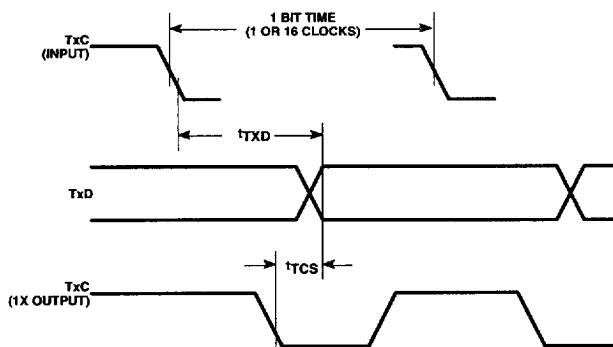 1 BIT TIME
(1 OR 16 CLOCKS)
TxC
(INPUT)
tTXD
TxD
tTCS
TxC
(1X OUTPUT)